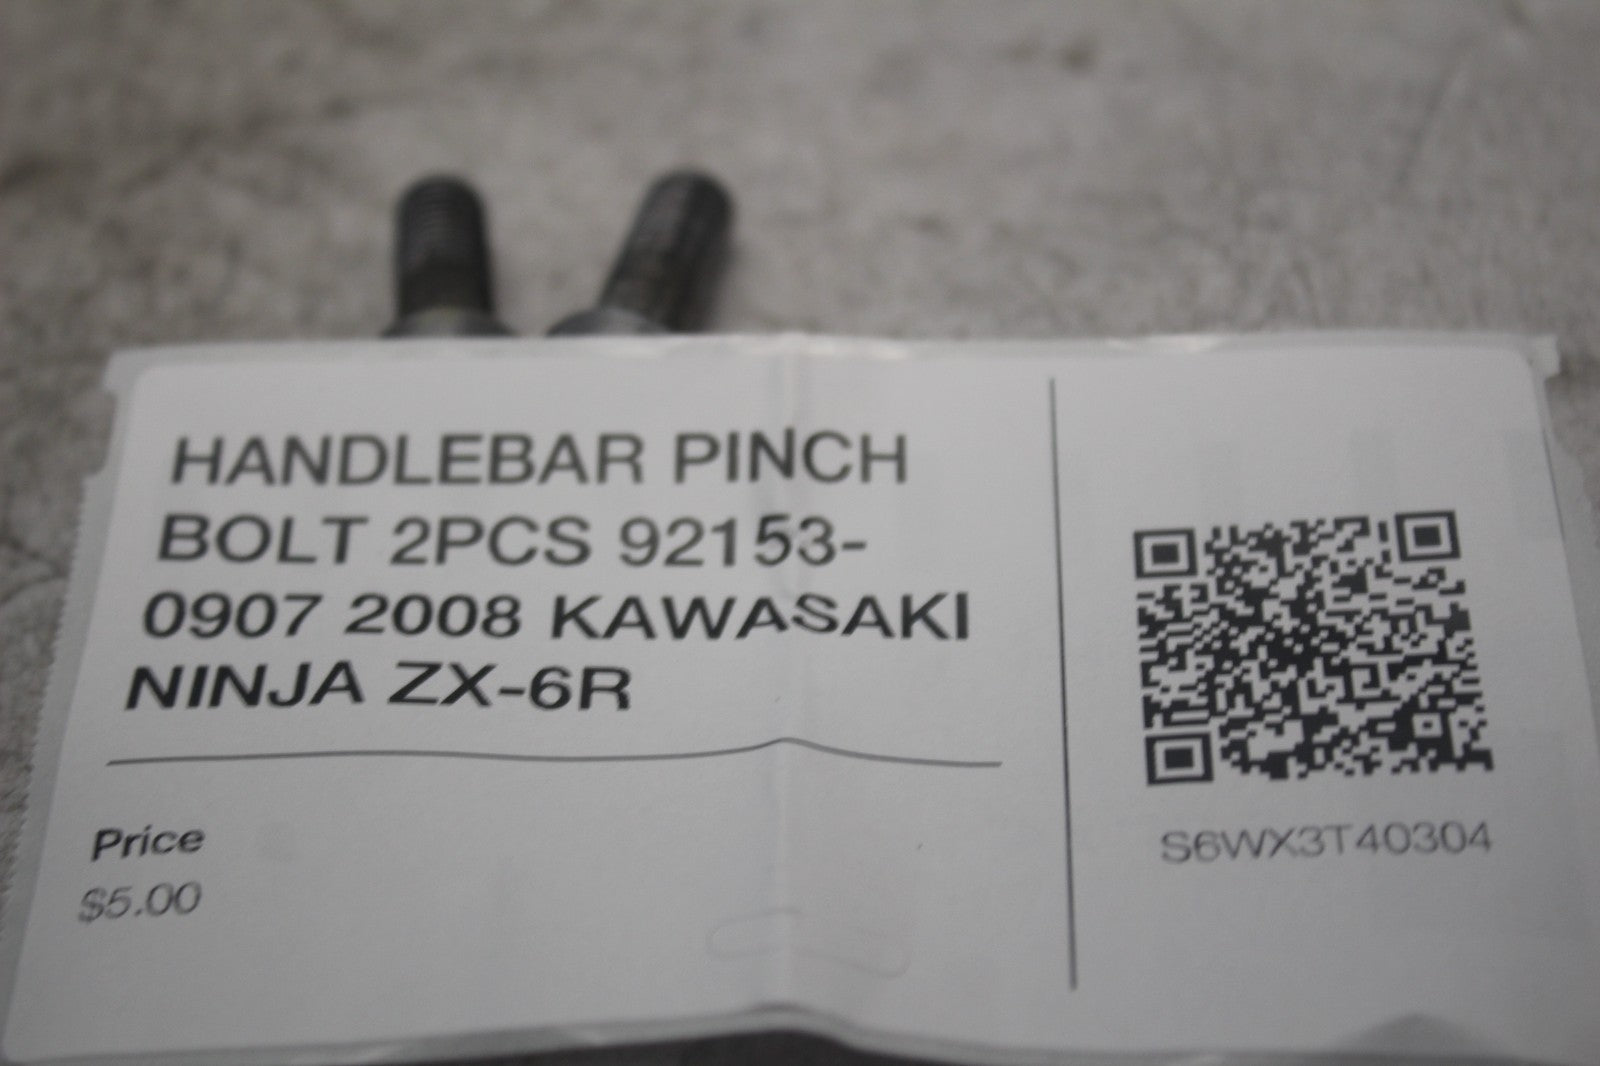 HANDLEBAR PINCH
BOLT 2PCS 92153-
0907 2008 KAWASAKI
NINJA ZX-6R
Price
$5.00
S6WX3T40304